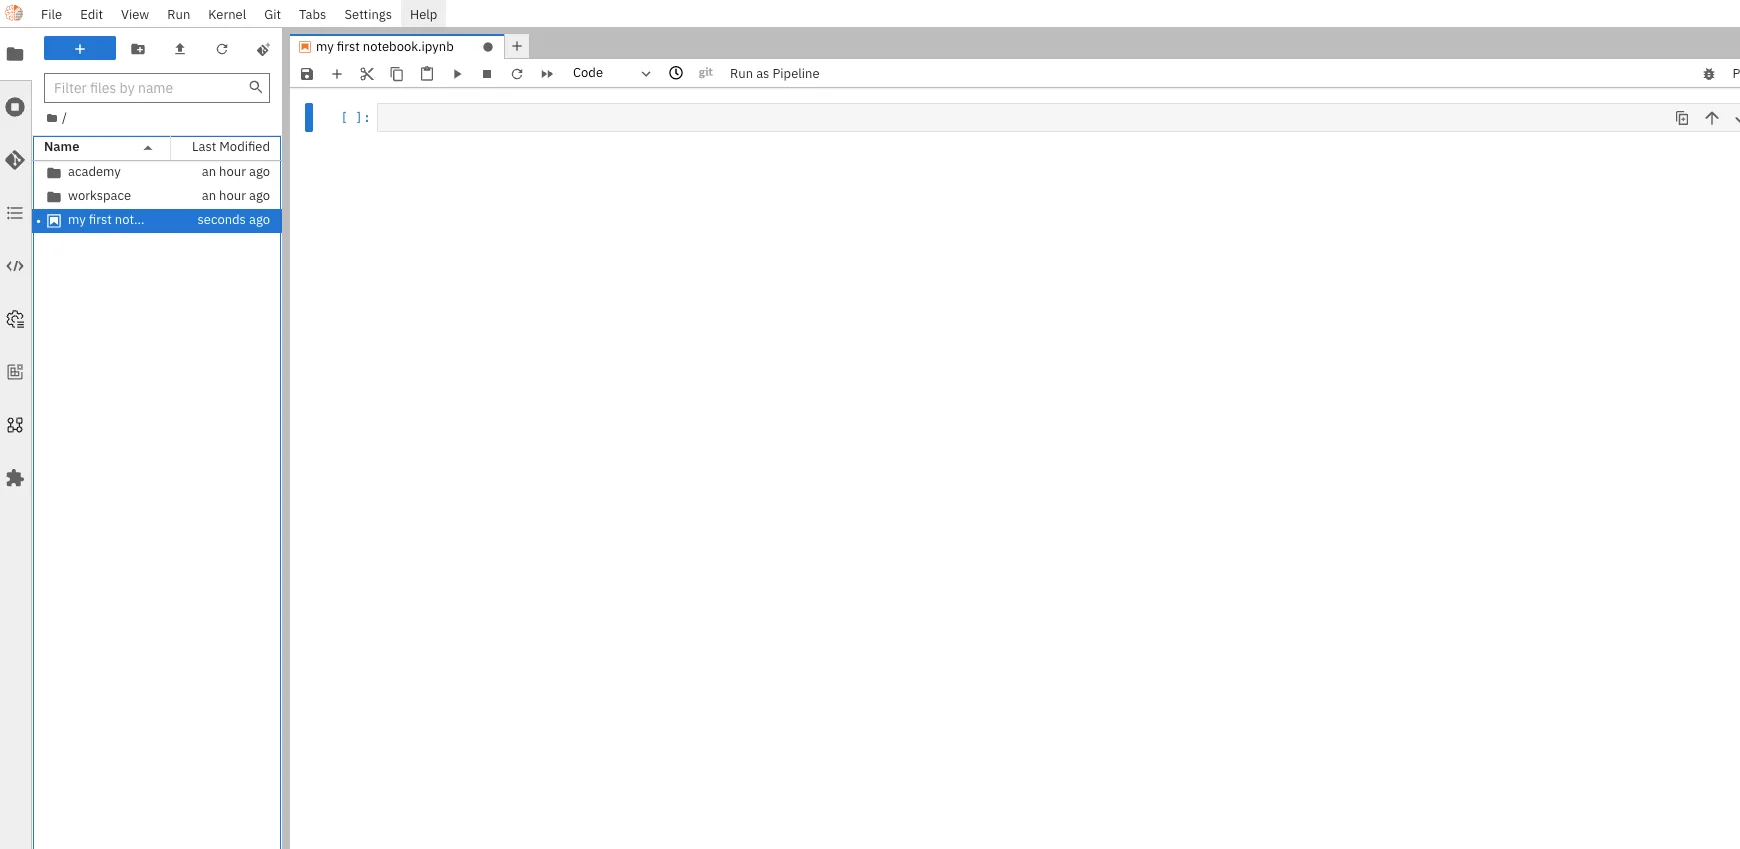 File Edit View Run Kernel Git Tabs Settings Help
my first notebook.ipynb
Code git Run as Pipeline P
Filter files by name
/
[ ]:
Name Last Modified
academy an hour ago
workspace an hour ago
my first not... seconds ago